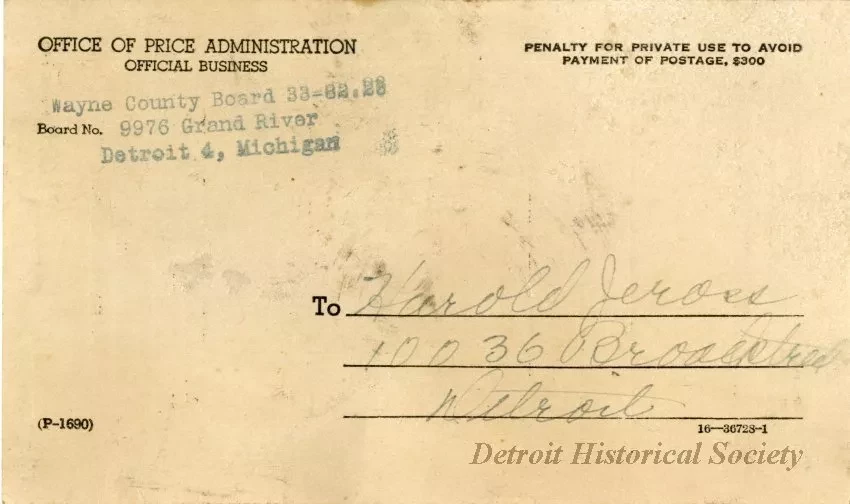 OFFICE OF PRICE ADMINISTRATION
OFFICIAL BUSINESS
PENALTY FOR PRIVATE USE TO AVOID
PAYMENT OF POSTAGE, $300
Wayne County Board 33-82.28
Board No. 9976 Grand River
Detroit 4, Michigan
To Harold Jeross
10036 Broad
Detroit
(P-1690)
16—36728-1
Detroit Historical Society